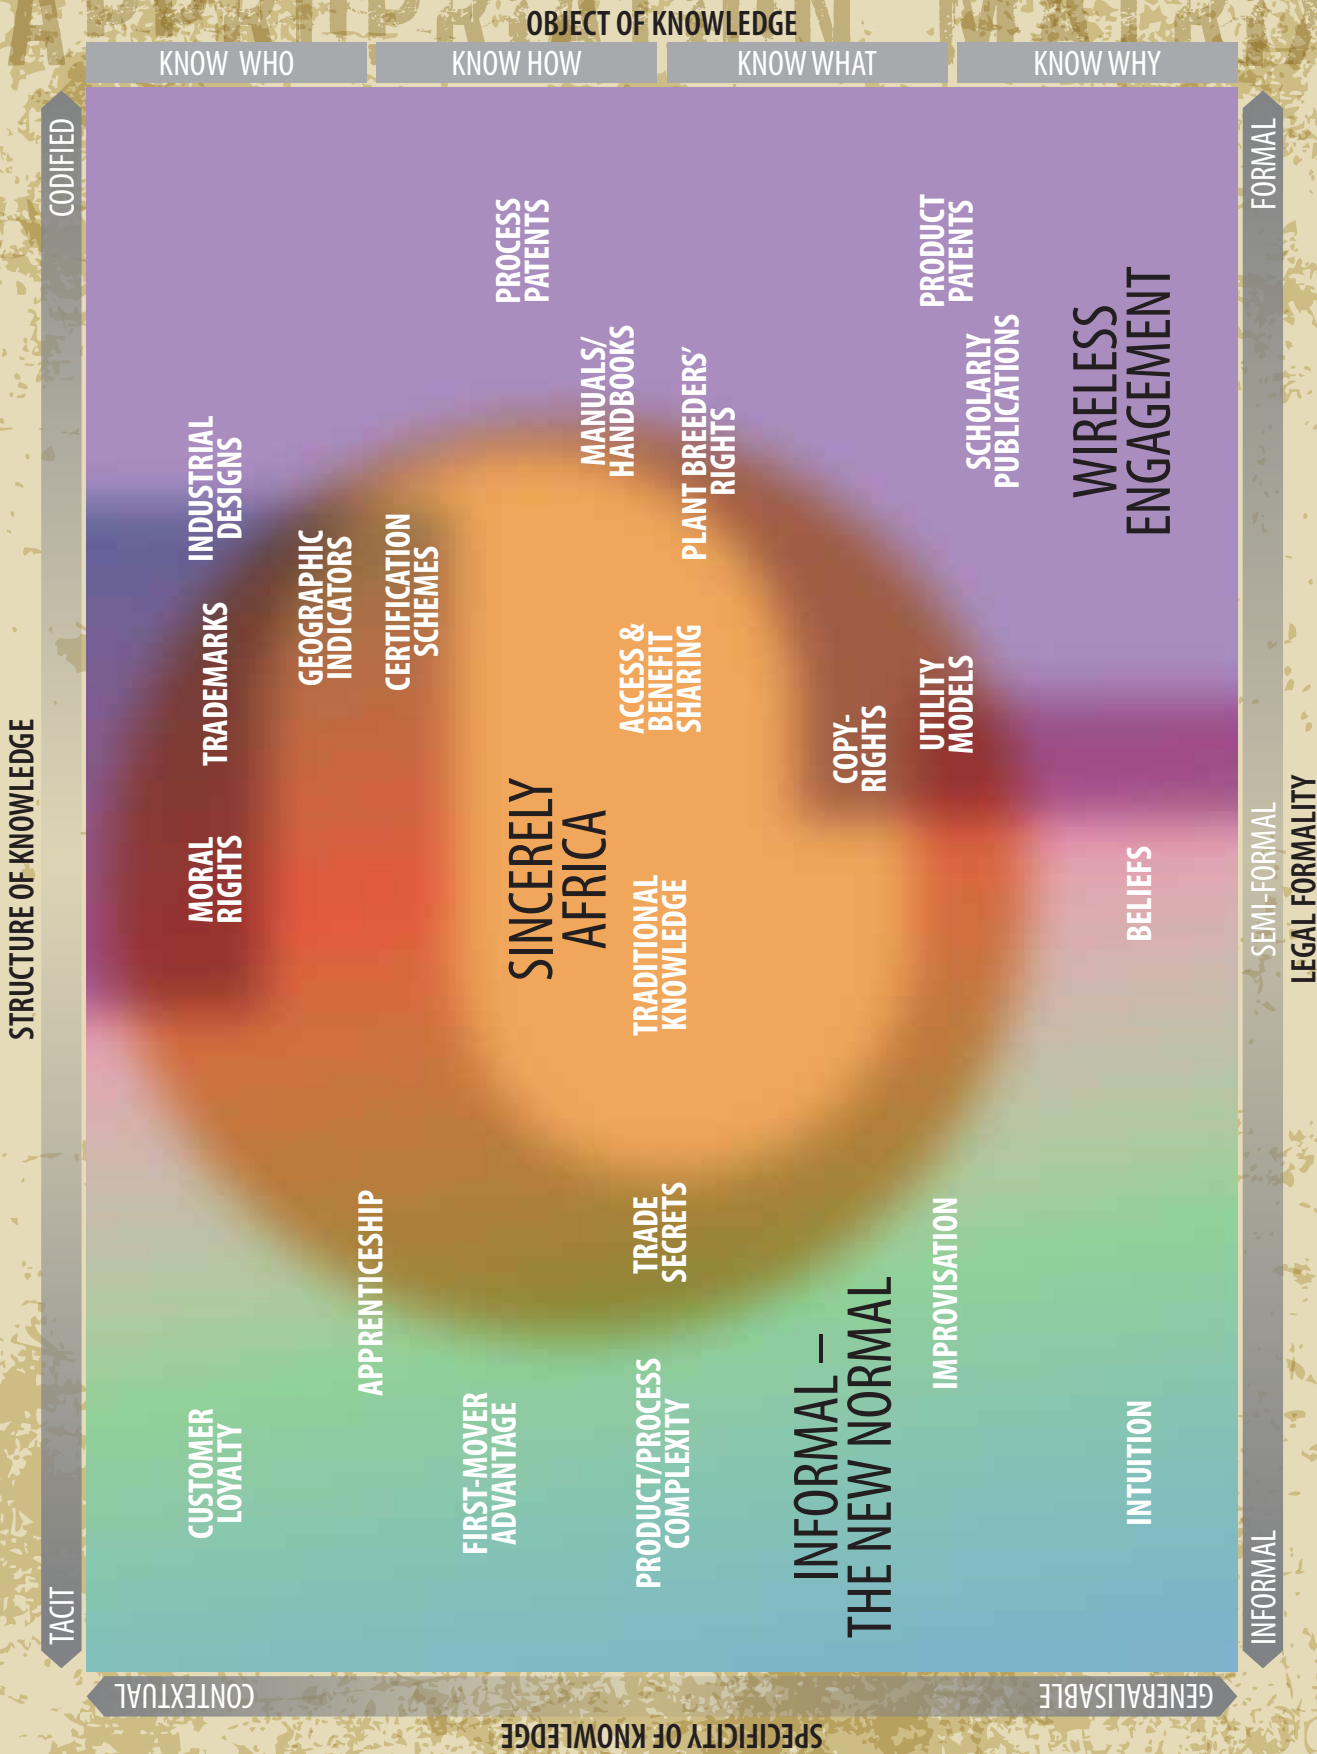 OBJECT OF KNOWLEDGE
KNOW WHO
KNOW HOW
KNOW WHAT
KNOW WHY
STRUCTURE OF KNOWLEDGE
CODIFIED
TACIT
FORMAL
SEMI-FORMAL
INFORMAL
LEGAL FORMALITY
PROCESS
PATENTS
PRODUCT
PATENTS
MANUALS/
HANDBOOKS
PLANT BREEDERS'
RIGHTS
SCHOLARLY
PUBLICATIONS
WIRELESS
ENGAGEMENT
INDUSTRIAL
DESIGNS
GEOGRAPHIC
INDICATORS
CERTIFICATION
SCHEMES
TRADEMARKS
ACCESS &
BENEFIT
SHARING
COPY-
RIGHTS
UTILITY
MODELS
MORAL
RIGHTS
SINCERELY
AFRICA
TRADITIONAL
KNOWLEDGE
BELIEFS
APPRENTICESHIP
TRADE
SECRETS
IMPROVISATION
CUSTOMER
LOYALTY
FIRST-MOVER
ADVANTAGE
PRODUCT/PROCESS
COMPLEXITY
INFORMAL –
THE NEW NORMAL
INTUITION
CONTEXTUAL
GENERALISABLE
SPECIFICITY OF KNOWLEDGE